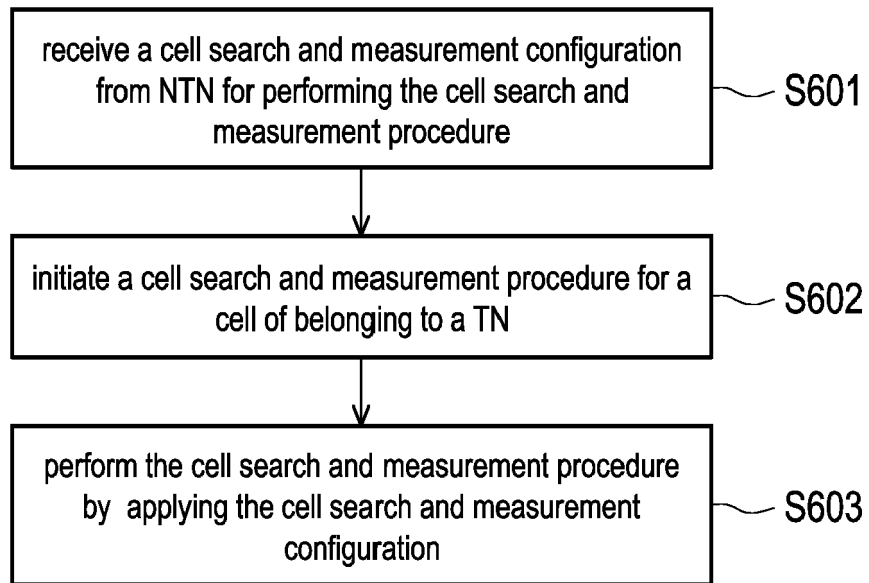 receive a cell search and measurement configuration
from NTN for performing the cell search and
measurement procedure
S601
initiate a cell search and measurement procedure for a
cell of belonging to a TN
S602
perform the cell search and measurement procedure
by applying the cell search and measurement
configuration
S603